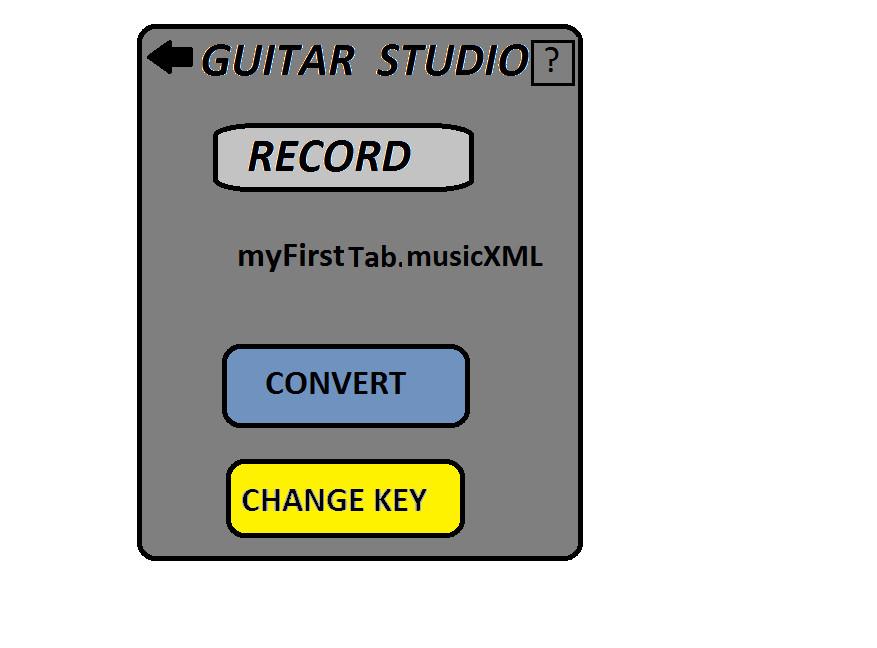 GUITAR STUDIO ?
RECORD
myFirstTab.musicXML
CONVERT
CHANGE KEY